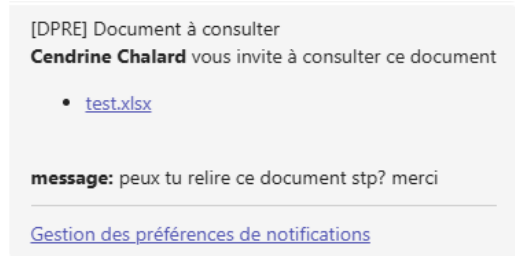 [DPRE] Document à consulter
Cendrine Chalard vous invite à consulter ce document
• test.xlsx
message: peux tu relire ce document stp? merci
Gestion des préférences de notifications